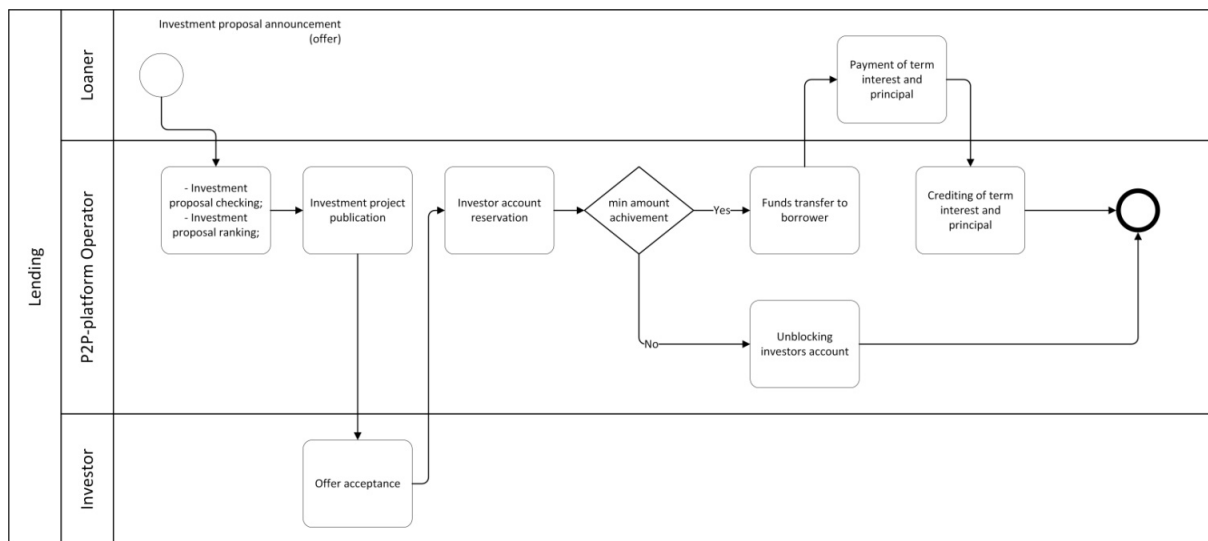 Lending
Loaner
Investment proposal announcement
(offer)
Payment of term
interest and
principal
P2P-platform Operator
- Investment
proposal checking;
- Investment
proposal ranking;
Investment project
publication
Investor account
reservation
min amount
achivement
Yes
Funds transfer to
borrower
Crediting of term
interest and
principal
No
Unblocking
investors account
Investor
Offer acceptance